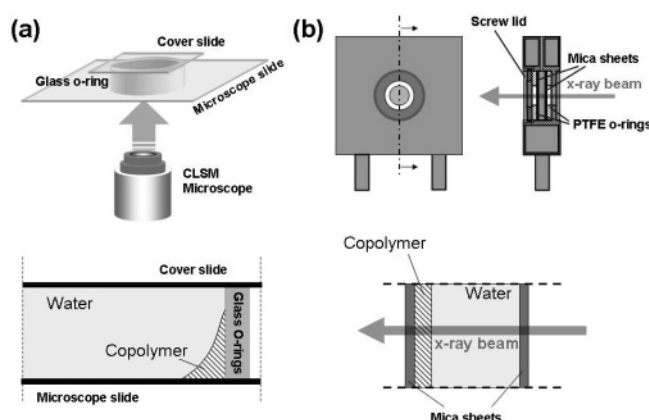 (a)
Cover slide
Glass o-ring
Microscope slide
CLSM
Microscope
Cover slide
Water
Glass O-rings
Copolymer
Microscope slide
(b)
Screw lid
Mica sheets
x-ray beam
PTFE o-rings
Copolymer
Water
x-ray beam
Mica sheets